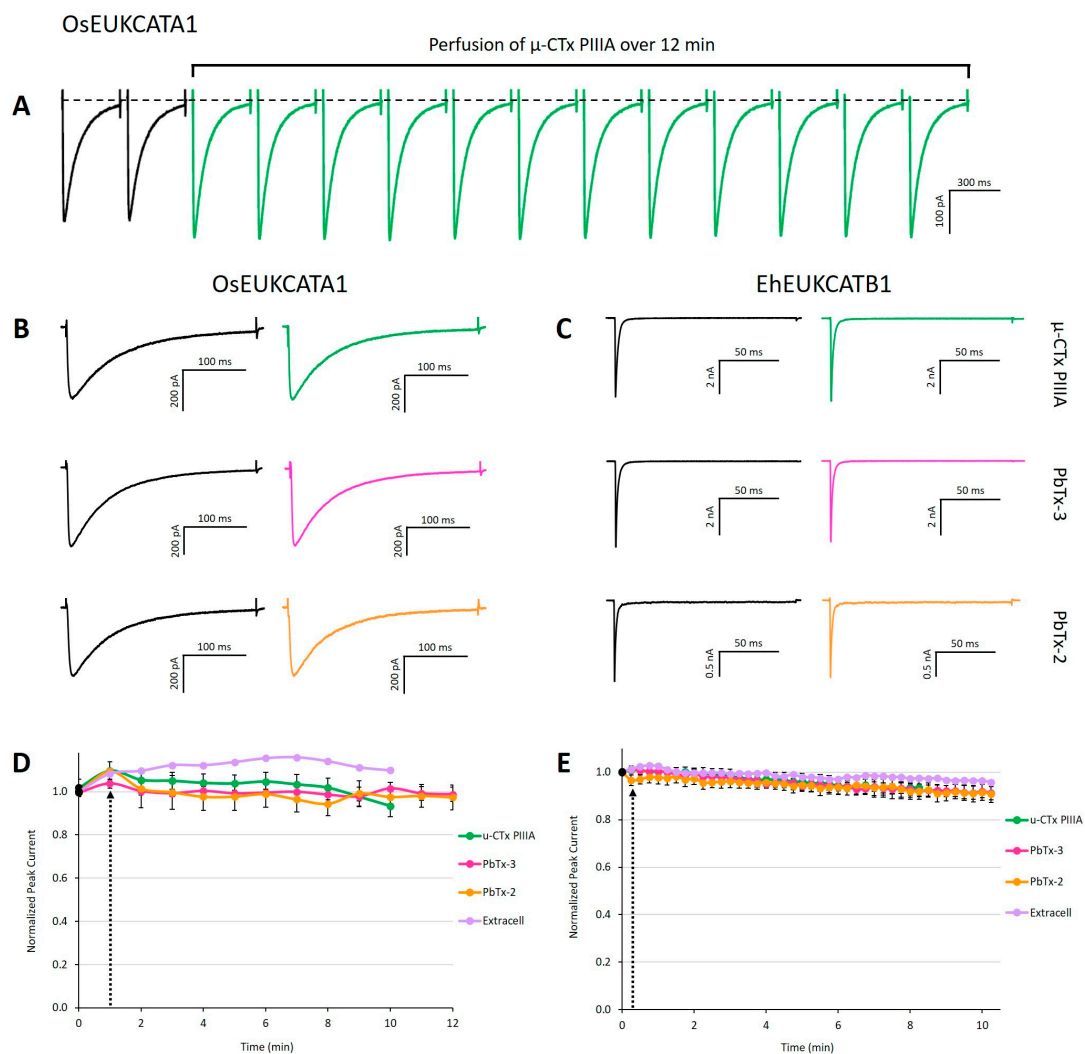 OsEUKCATA1
Perfusion of μ-CTx PIIIA over 12 min
A
300 ms
100 pA
OsEUKCATA1
EhEUKCATB1
B
C
100 ms
200 pA
100 ms
200 pA
50 ms
2 nA
50 ms
2 nA
μ-CTx PIIIA
100 ms
200 pA
100 ms
200 pA
50 ms
2 nA
50 ms
2 nA
PbTx-3
100 ms
200 pA
100 ms
200 pA
50 ms
0.5 nA
50 ms
0.5 nA
PbTx-2
D
Normalized Peak Current
1.0
0.8
0.6
0.4
0.2
0.0
0
2
4
6
8
10
12
Time (min)
u-CTx PIIIA
PbTx-3
PbTx-2
Extracell
E
Normalized Peak Current
1.0
0.8
0.6
0.4
0.2
0.0
0
2
4
6
8
10
Time (min)
u-CTx PIIIA
PbTx-3
PbTx-2
Extracell